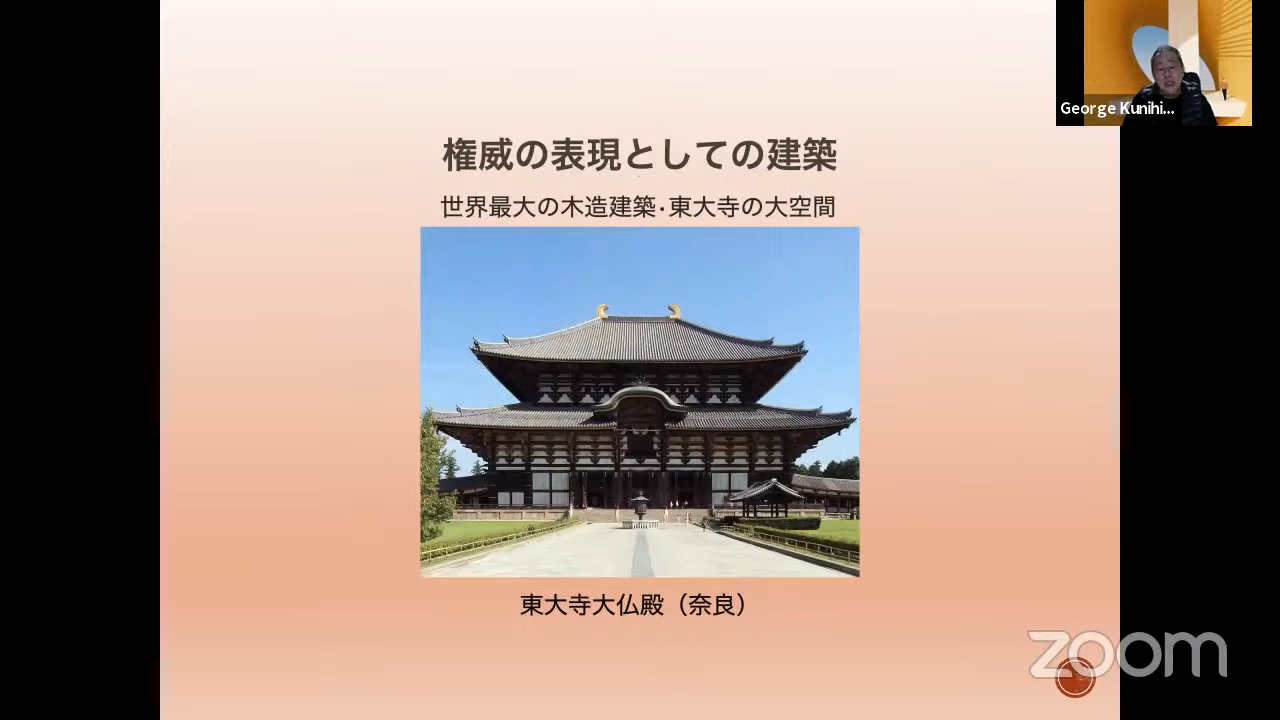 権威の表現としての建築
世界最大の木造建築·東大寺の大空間
東大寺大仏殿（奈良）
George Kunihi...
zoom